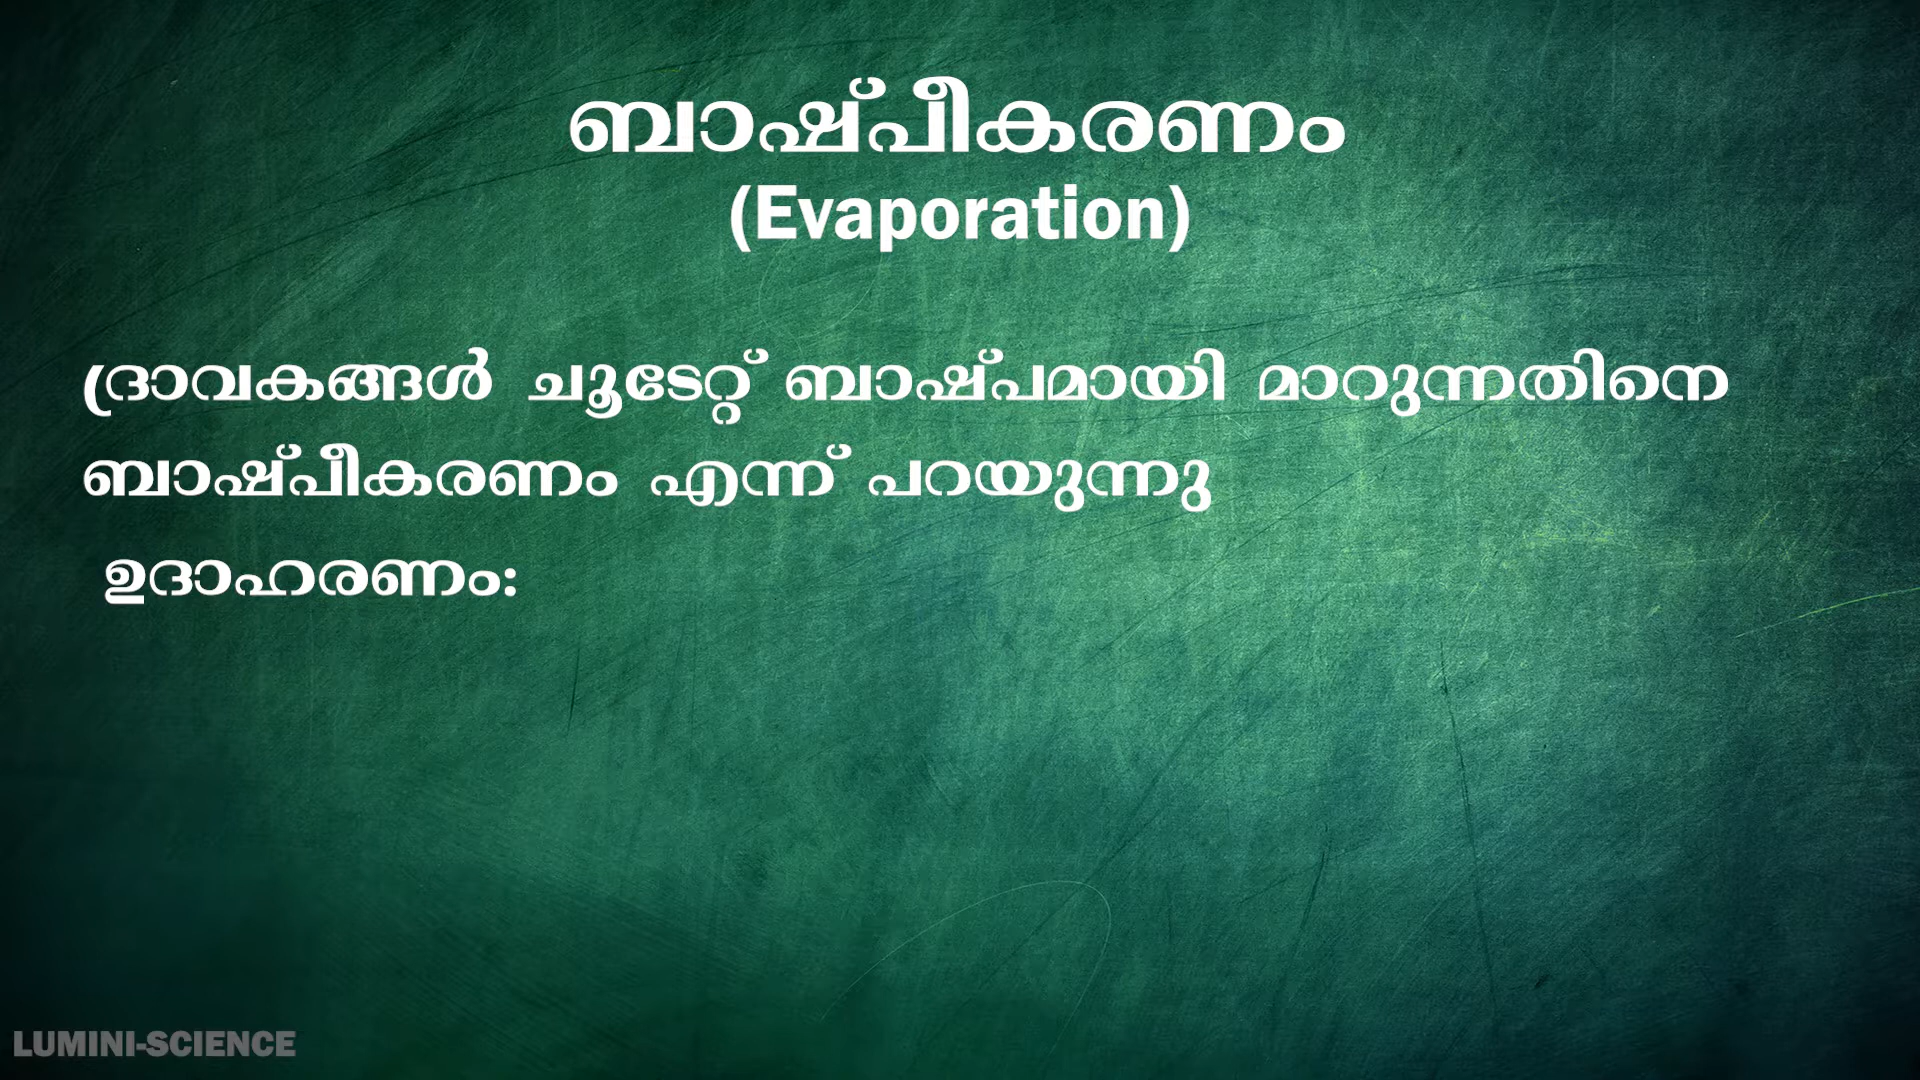 ബാഷ്പീകരണം
(Evaporation)
ദ്രാവകങ്ങൾ ചൂടേറ്റ് ബാഷ്പമായി മാറുന്നതിനെ
ബാഷ്പീകരണം എന്ന് പറയുന്നു
ഉദാഹരണം:
LUMINI-SCIENCE